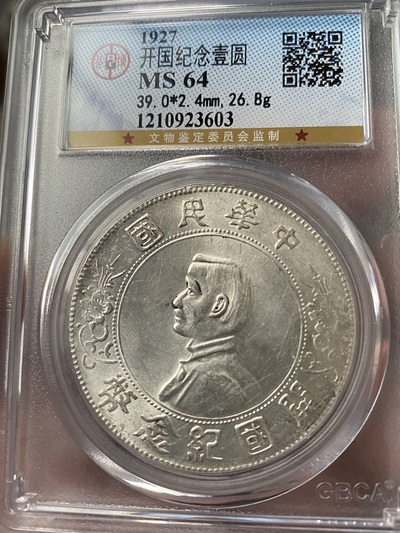 1927
开国纪念壹圆
MS 64
39.0*2.4mm, 26.8g
1210923603
★ 文物鉴定委员会监制 ★
中華民國
開國紀念幣
GBCA